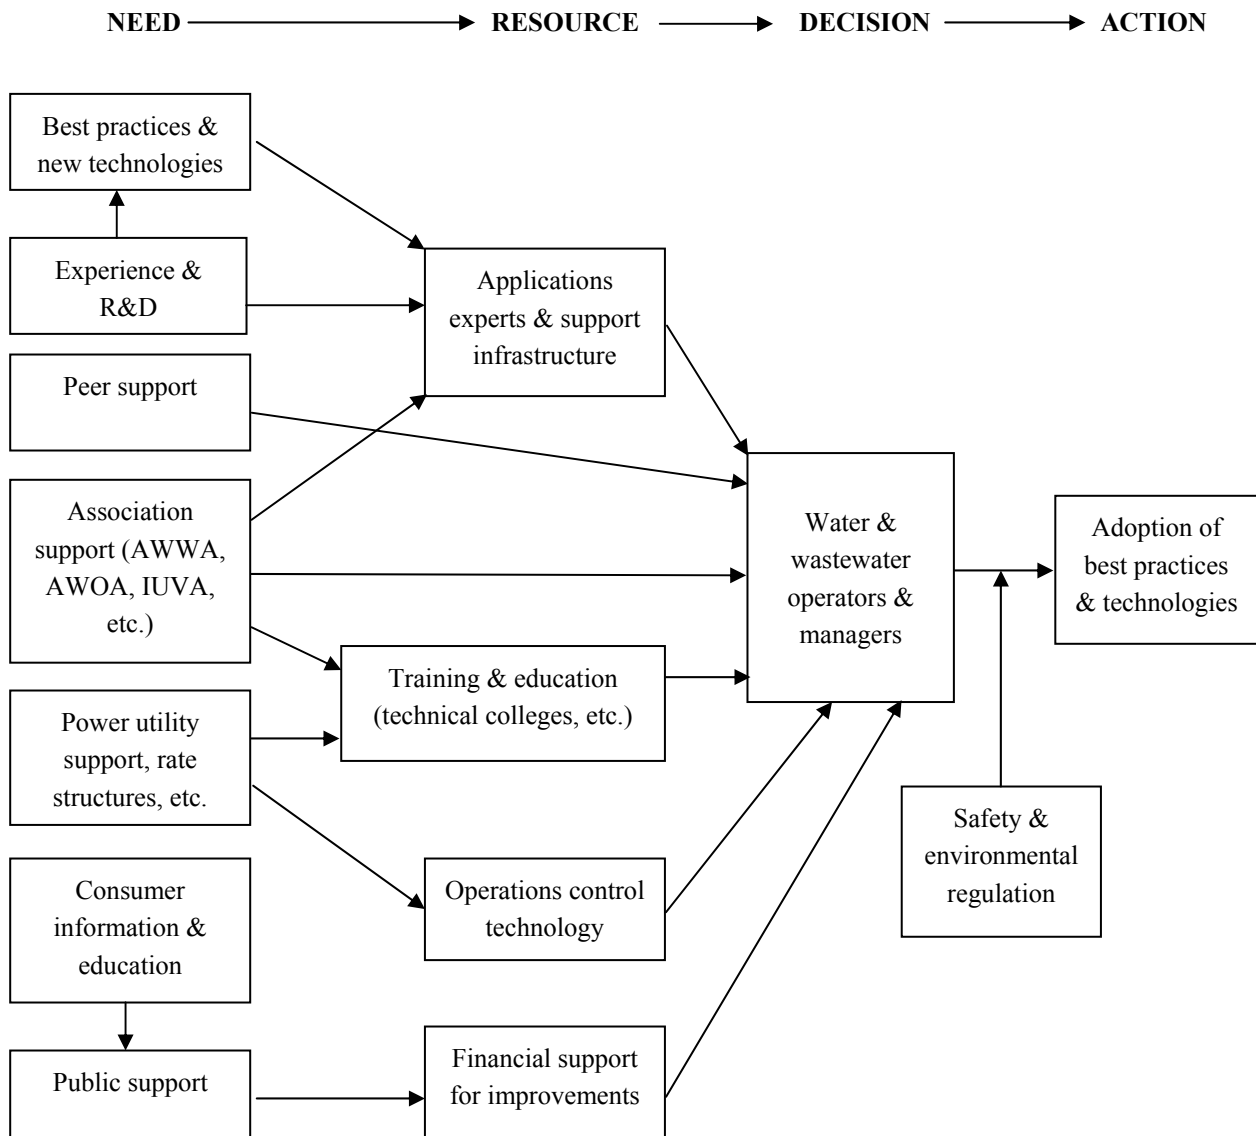 NEED RESOURCE DECISION ACTION
Best practices &
new technologies
Experience &
R&D
Applications
experts & support
infrastructure
Peer support
Association
support (AWWA,
AWOA, IUVA,
etc.)
Water &
wastewater
operators &
managers
Adoption of
best practices
& technologies
Training & education
(technical colleges, etc.)
Power utility
support, rate
structures, etc.
Safety &
environmental
regulation
Consumer
information &
education
Operations control
technology
Public support
Financial support
for improvements